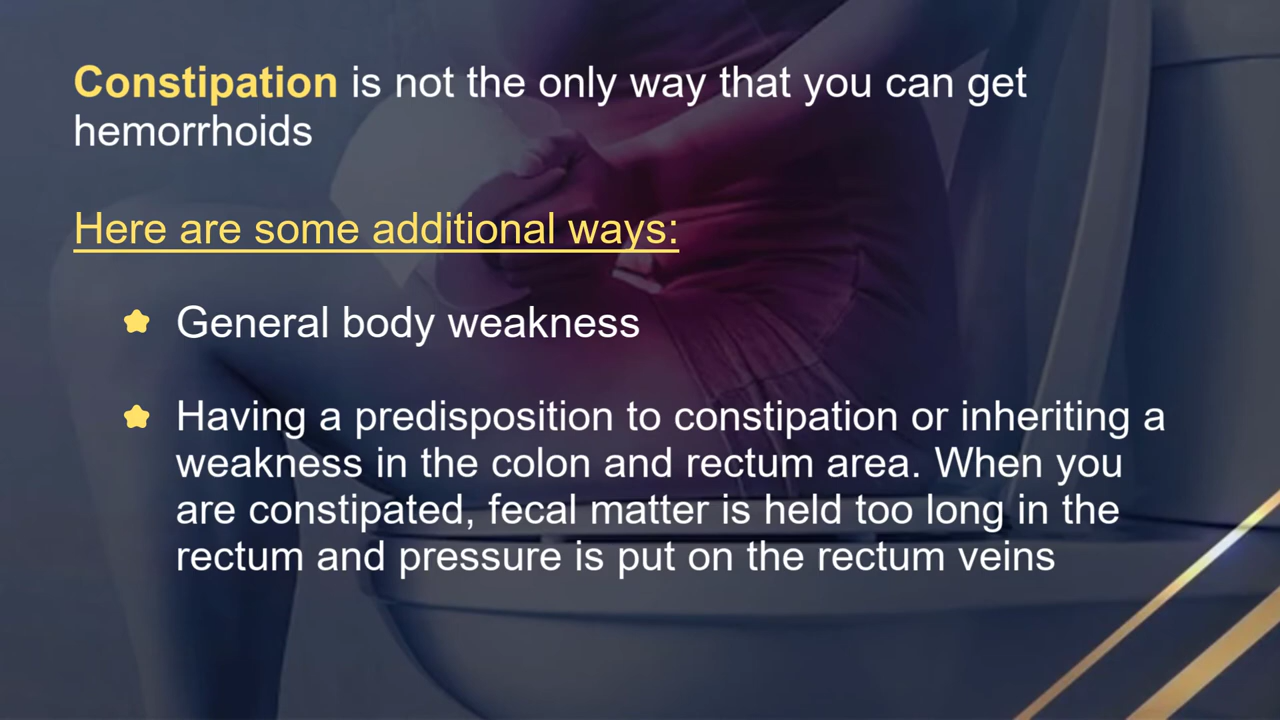 Constipation is not the only way that you can get
hemorrhoids
Here are some additional ways:
General body weakness
Having a predisposition to constipation or inheriting a
weakness in the colon and rectum area. When you
are constipated, fecal matter is held too long in the
rectum and pressure is put on the rectum veins